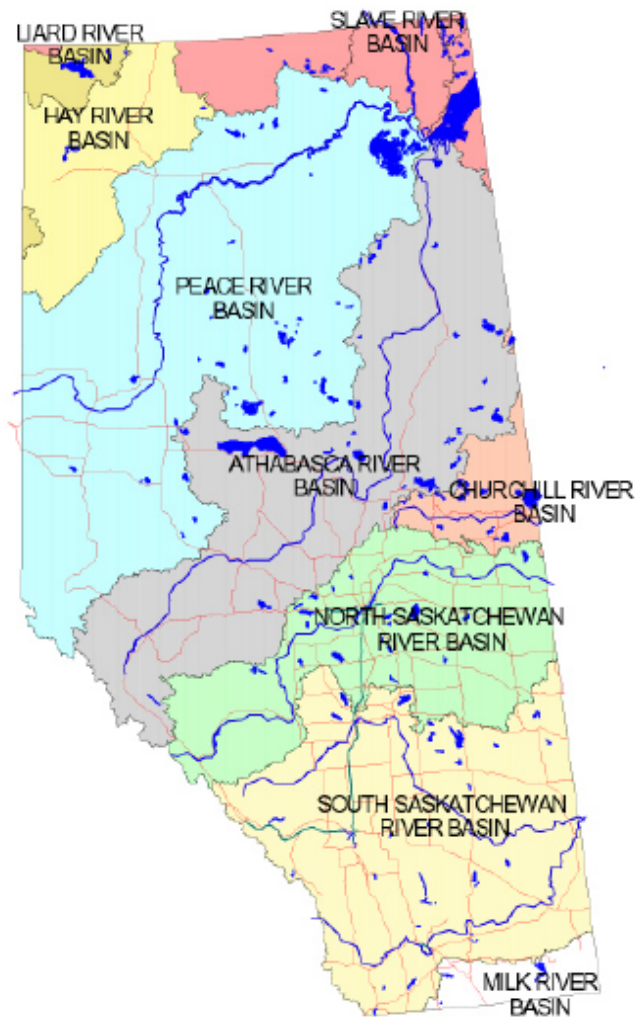 SLAVE RIVER
BASIN
LIARD RIVER
BASIN
HAY RIVER
BASIN
PEACE RIVER
BASIN
ATHABASCA RIVER
BASIN
CHURCHILL RIVER
BASIN
NORTH SASKATCHEWAN
RIVER BASIN
SOUTH SASKATCHEWAN
RIVER BASIN
MILK RIVER
BASIN